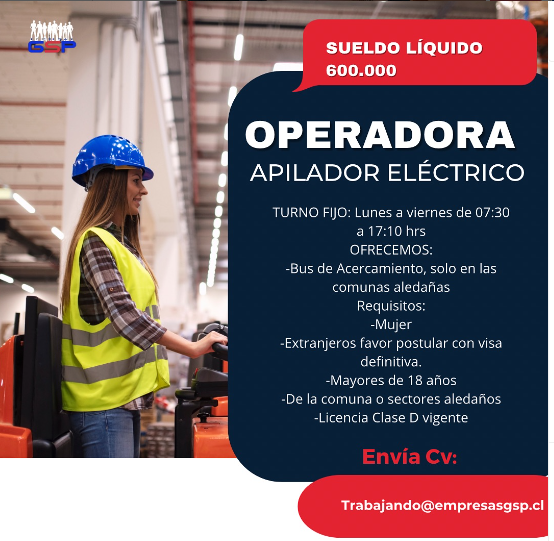 GSP
SUELDO LÍQUIDO
600.000
OPERADORA
APILADOR ELÉCTRICO
TURNO FIJO: Lunes a viernes de 07:30
a 17:10 hrs
OFRECEMOS:
-Bus de Acercamiento, solo en las
comunas aledañas
Requisitos:
-Mujer
-Extranjeros favor postular con visa
definitiva.
-Mayores de 18 años
-De la comuna o sectores aledaños
-Licencia Clase D vigente
Envía Cv:
Trabajando@empresasgsp.cl